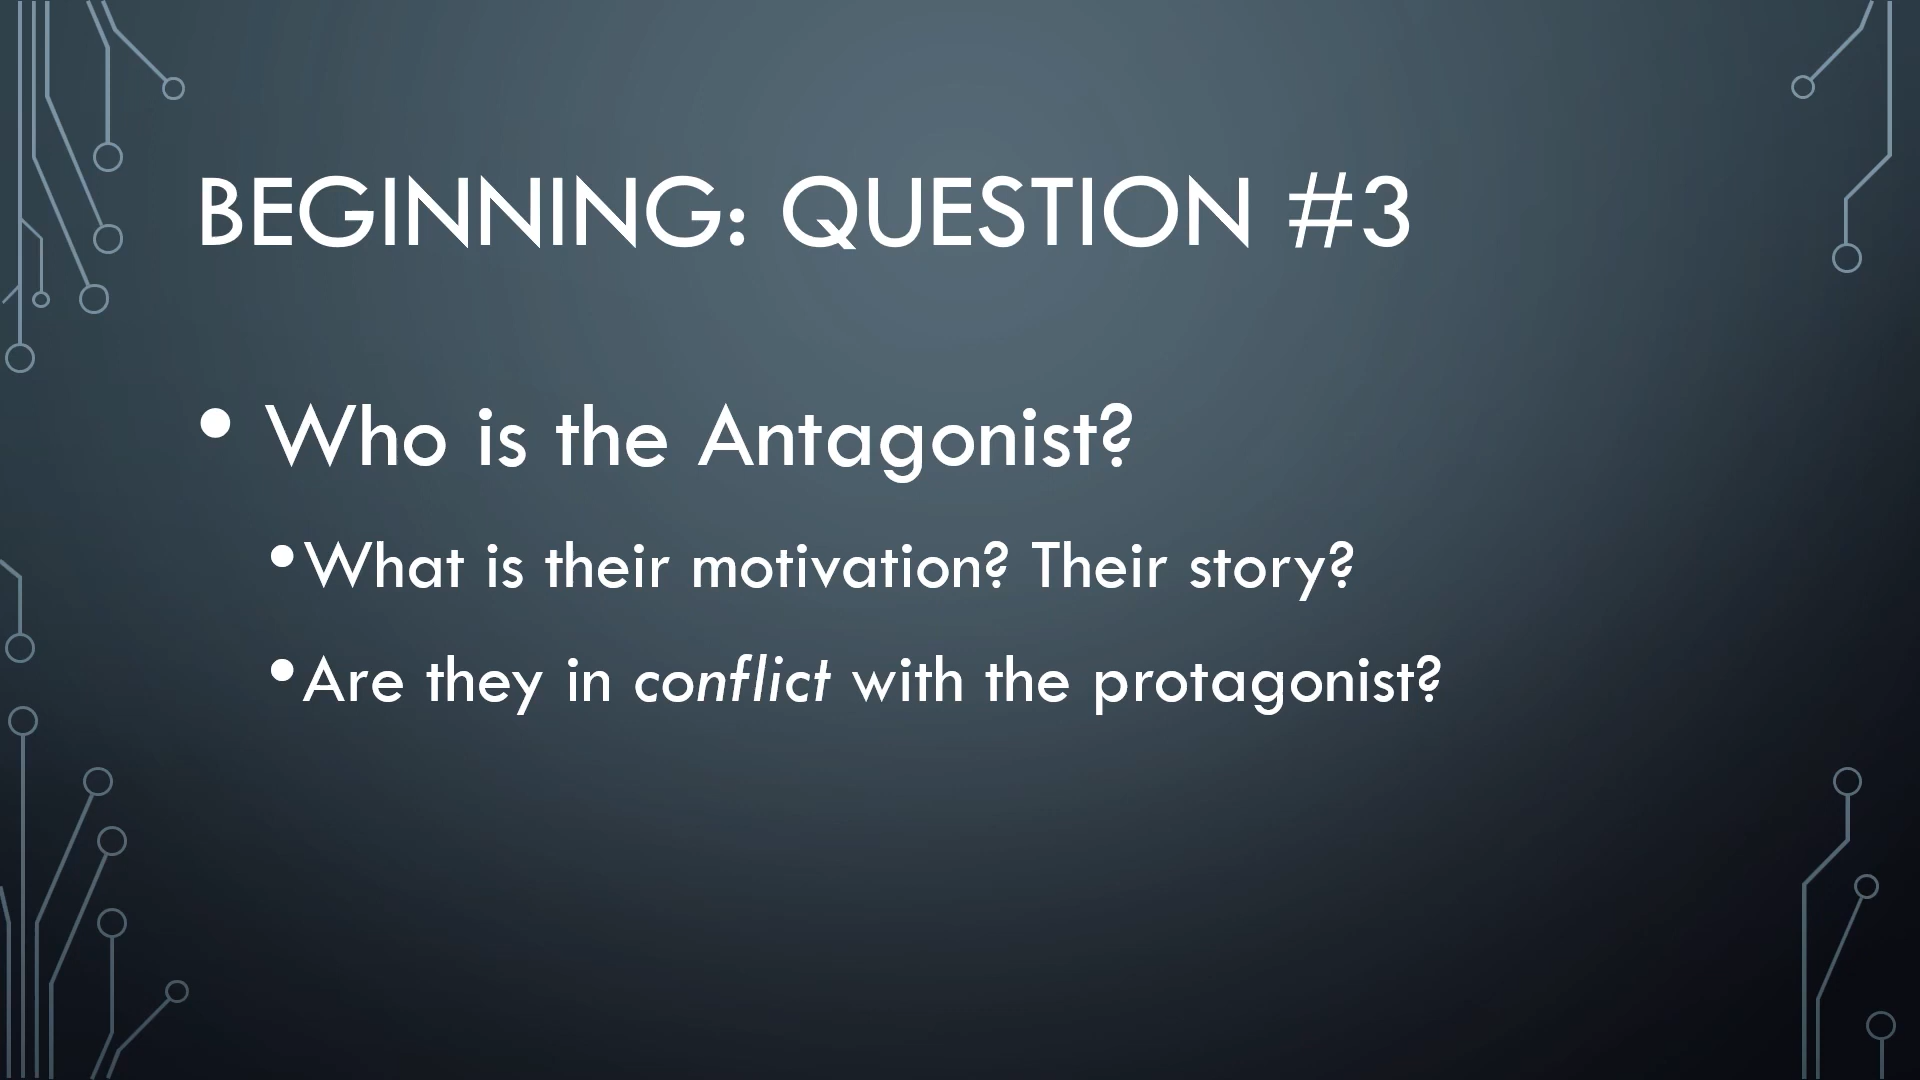 BEGINNING: QUESTION #3
• Who is the Antagonist?
• What is their motivation? Their story?
• Are they in conflict with the protagonist?